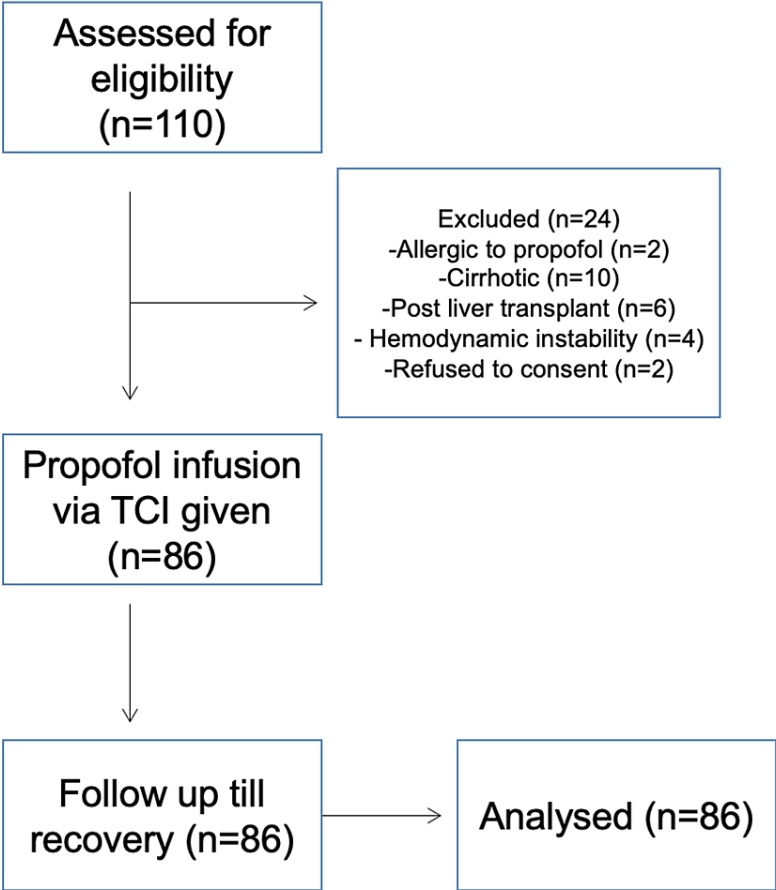 Assessed for
eligibility
(n=110)
Excluded (n=24)
-Allergic to propofol (n=2)
-Cirrhotic (n=10)
-Post liver transplant (n=6)
- Hemodynamic instability (n=4)
-Refused to consent (n=2)
Propofol infusion
via TCI given
(n=86)
Follow up till
recovery (n=86)
Analysed (n=86)